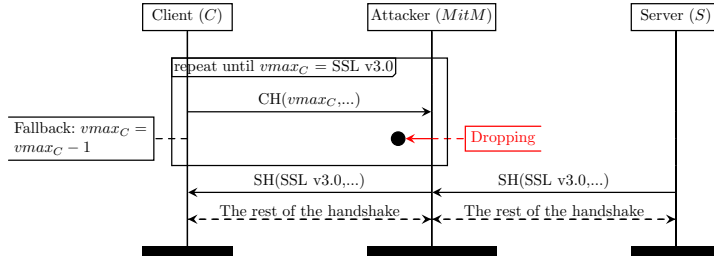 Client (C)
Attacker (MitM)
Server (S)
repeat until vmax_C = SSL v3.0
CH(vmax_C,...)
Fallback: vmax_C =
vmax_C − 1
Dropping
SH(SSL v3.0,...)
SH(SSL v3.0,...)
The rest of the handshake
The rest of the handshake